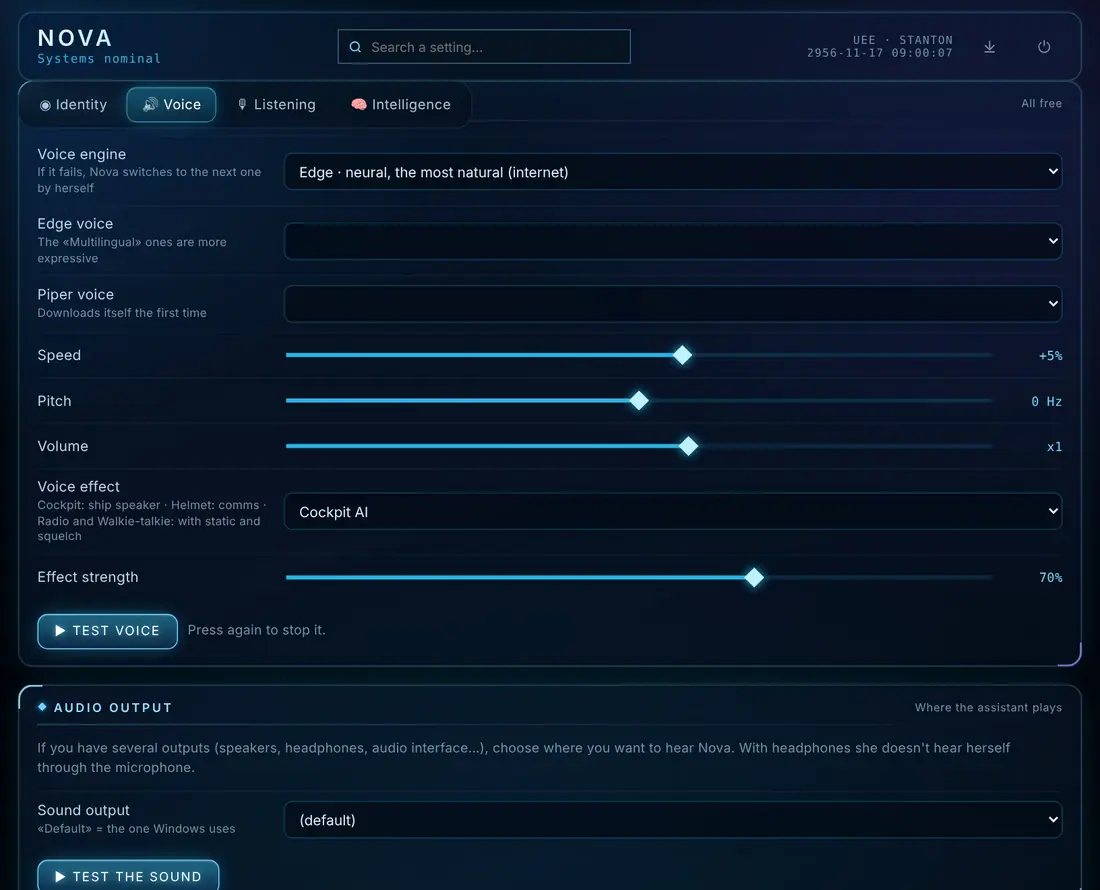 NOVA
Systems nominal
Search a setting...
UEE · STANTON
2956-11-17 09:00:07
Identity
Voice
Listening
Intelligence
All free
Voice engine
If it fails, Nova switches to the next one
by herself
Edge · neural, the most natural (internet)
Edge voice
The «Multilingual» ones are more
expressive
Piper voice
Downloads itself the first time
Speed
+5%
Pitch
0 Hz
Volume
x1
Voice effect
Cockpit: ship speaker · Helmet: comms ·
Radio and Walkie-talkie: with static and
squelch
Cockpit AI
Effect strength
70%
TEST VOICE
Press again to stop it.
AUDIO OUTPUT
Where the assistant plays
If you have several outputs (speakers, headphones, audio interface...), choose where you want to hear Nova. With headphones she doesn't hear herself
through the microphone.
Sound output
«Default» = the one Windows uses
(default)
TEST THE SOUND